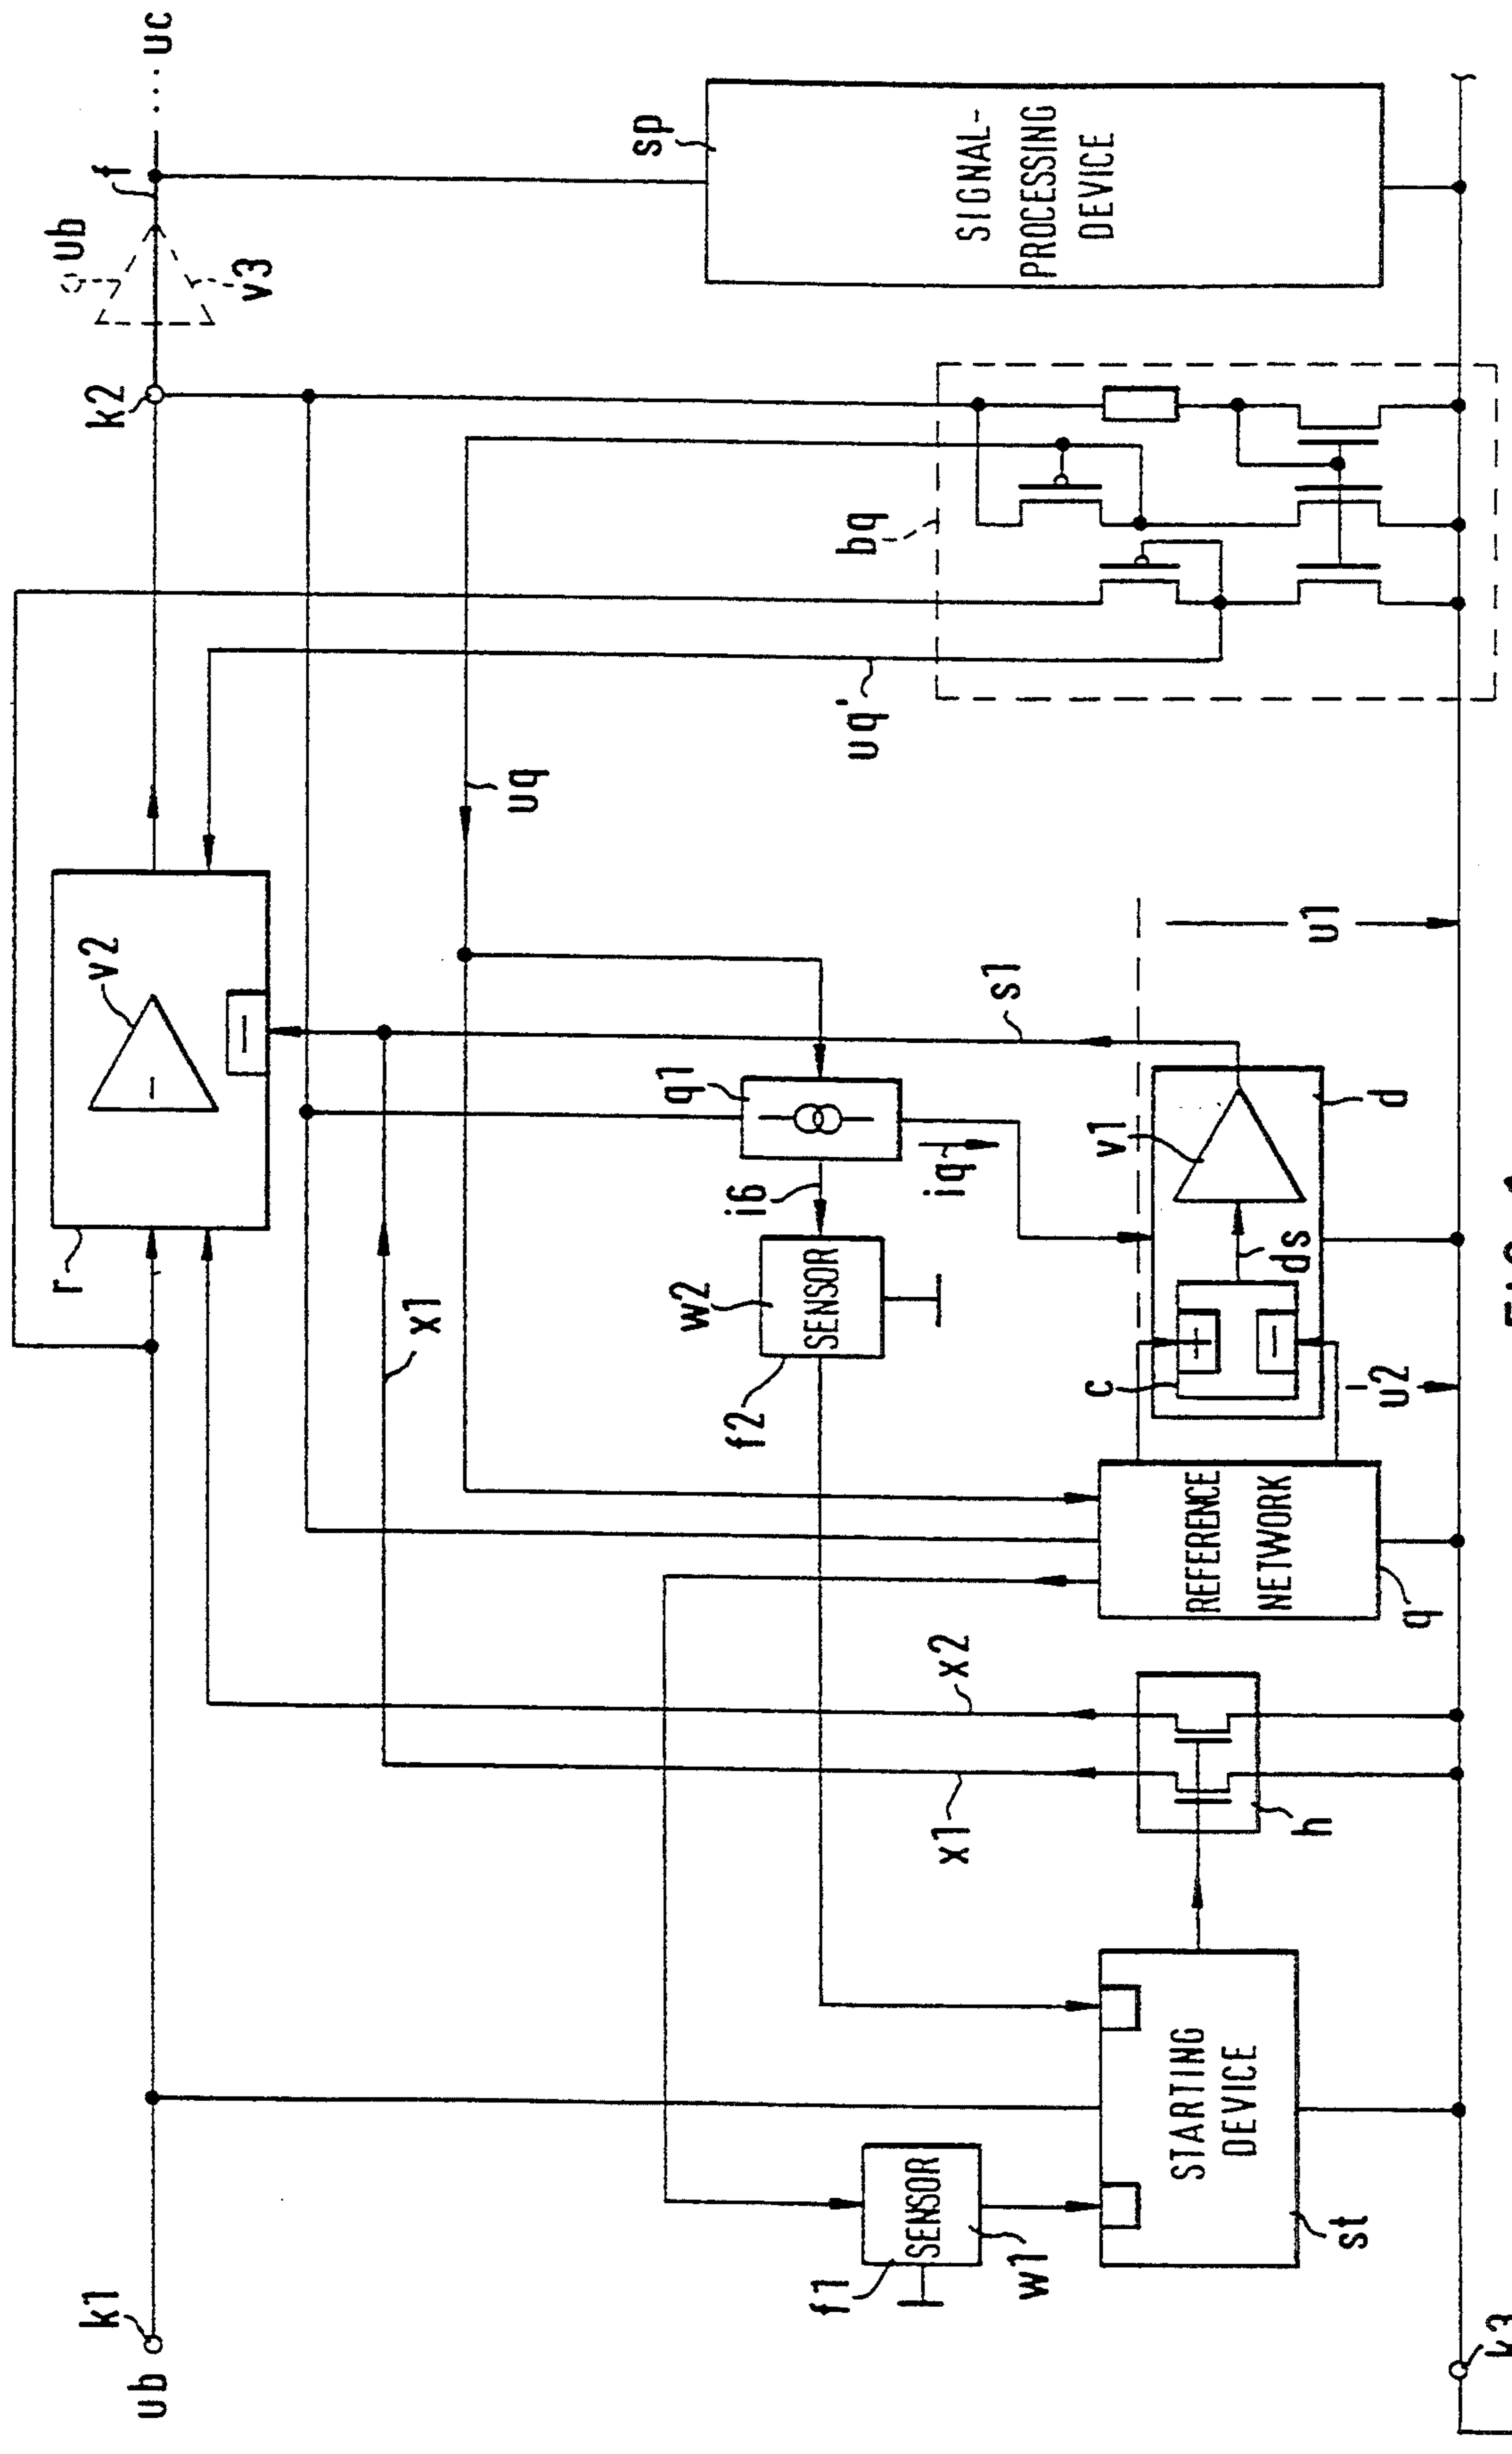 ub
k1
r
v2
k2
ub
v3
f
uc
x1
uq
uq'
bq
sp
SIGNAL-
PROCESSING
DEVICE
q1
i6
iq
w2
SENSOR
f2
s1
u1
v1
d
ds
c
u2
REFERENCE
NETWORK
q
x2
x1
h
f1
SENSOR
w1
STARTING
DEVICE
st
k3